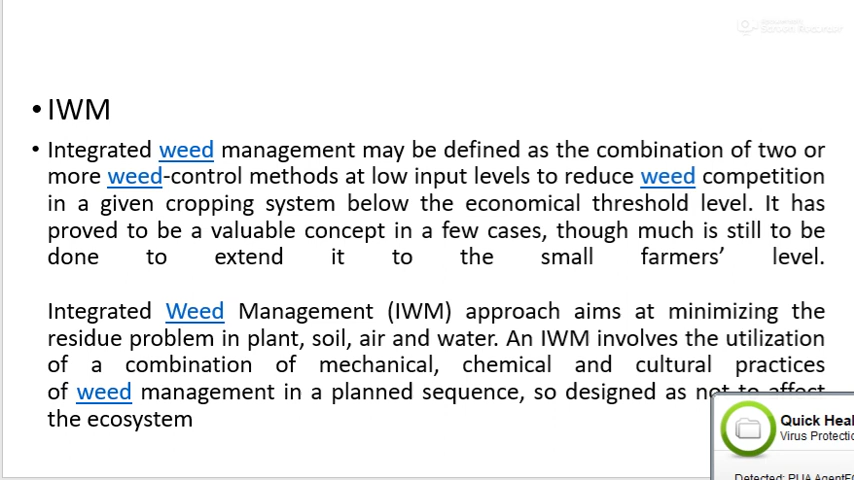 • IWM
• Integrated weed management may be defined as the combination of two or
more weed-control methods at low input levels to reduce weed competition
in a given cropping system below the economical threshold level. It has
proved to be a valuable concept in a few cases, though much is still to be
done to extend it to the small farmers’ level.
Integrated Weed Management (IWM) approach aims at minimizing the
residue problem in plant, soil, air and water. An IWM involves the utilization
of a combination of mechanical, chemical and cultural practices
of weed management in a planned sequence, so designed as not to affect
the ecosystem
Quick Heal
Virus Protectio
Detected: PUA